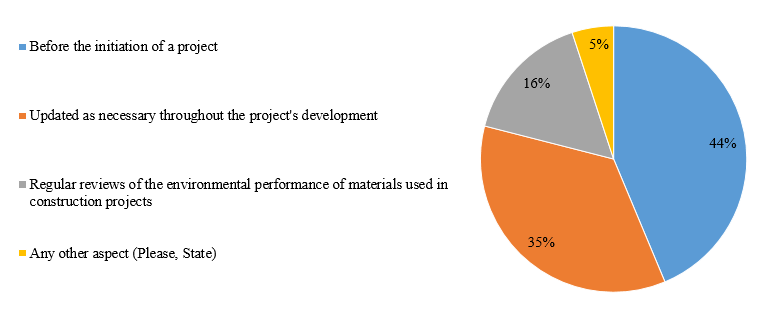 Before the initiation of a project
Updated as necessary throughout the project's development
Regular reviews of the environmental performance of materials used in
construction projects
Any other aspect (Please, State)
5%
16%
44%
35%